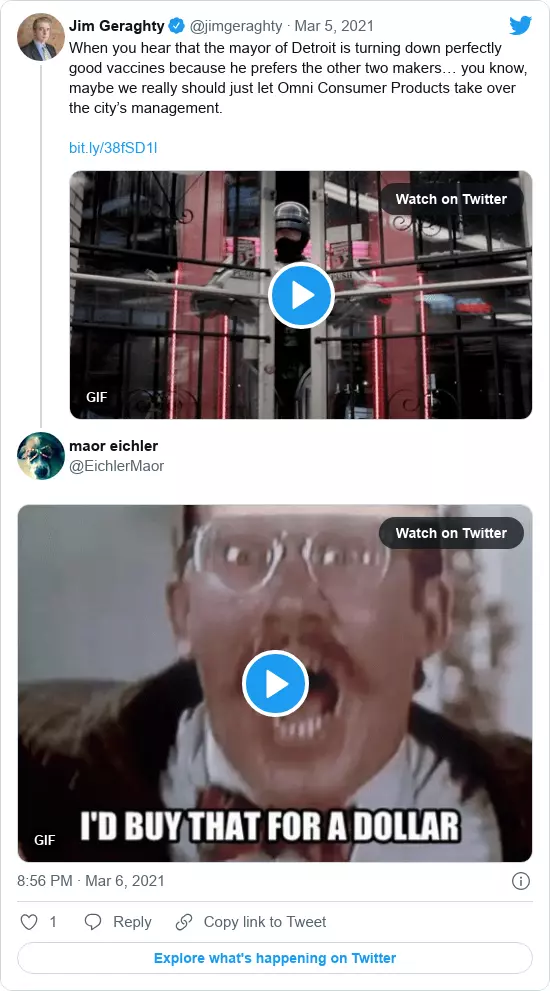 Jim Geraghty @jimgeraghty · Mar 5, 2021
When you hear that the mayor of Detroit is turning down perfectly
good vaccines because he prefers the other two makers… you know,
maybe we really should just let Omni Consumer Products take over
the city's management.
bit.ly/38fSD1l
Watch on Twitter
PUSH
PUSH
GIF
maor eichler
@EichlerMaor
Watch on Twitter
I'D BUY THAT FOR A DOLLAR
GIF
8:56 PM · Mar 6, 2021
1 Reply Copy link to Tweet
Explore what's happening on Twitter